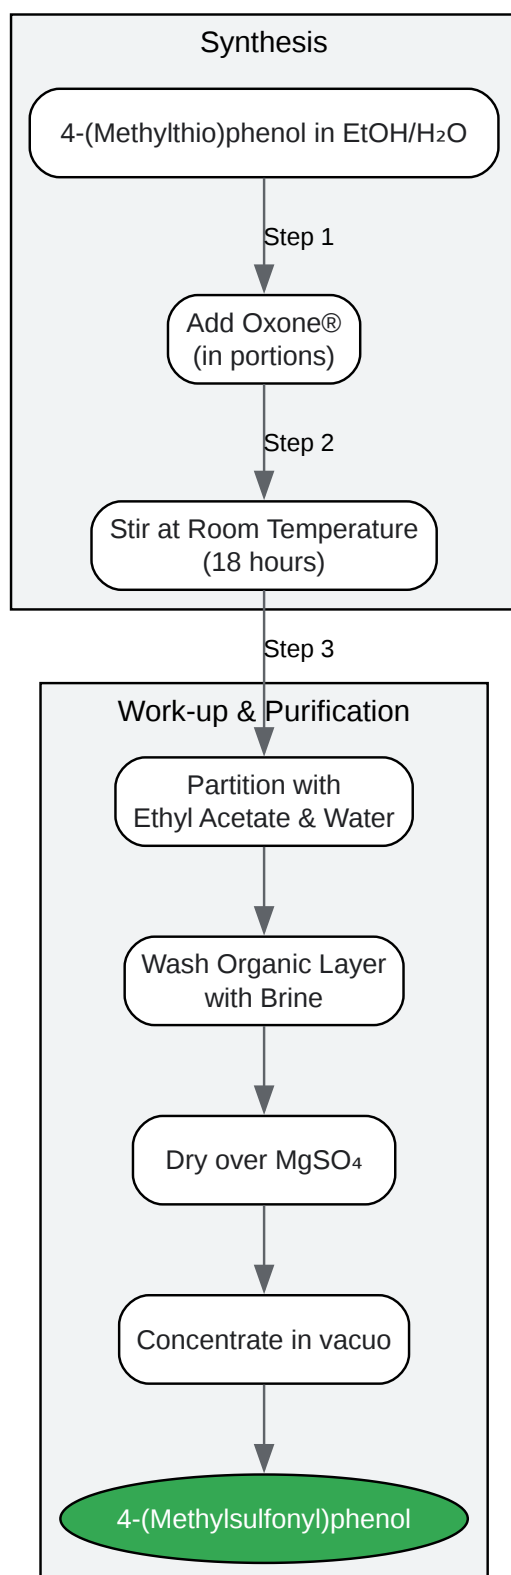 Synthesis
4-(Methylthio)phenol in EtOH/H₂O
Step 1
Add Oxone®
(in portions)
Step 2
Stir at Room Temperature
(18 hours)
Step 3
Work-up & Purification
Partition with
Ethyl Acetate & Water
Wash Organic Layer
with Brine
Dry over MgSO₄
Concentrate in vacuo
4-(Methylsulfonyl)phenol